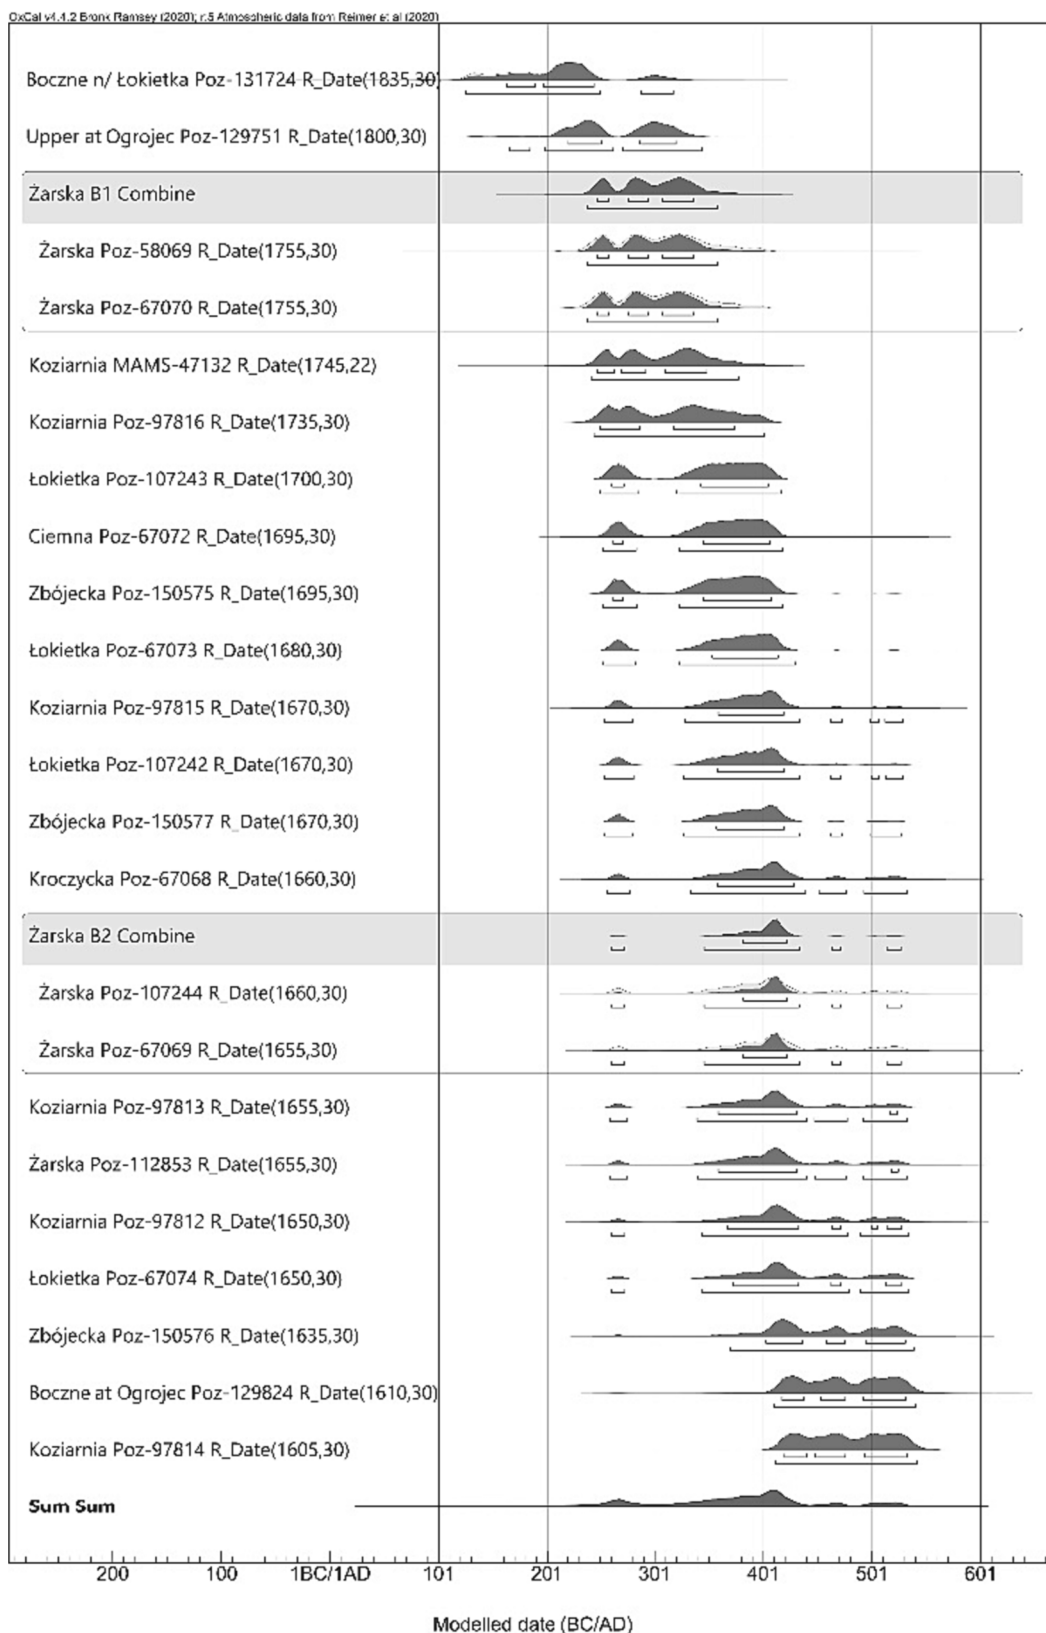 OxCal v4.4.2 Bronk Ramsey (2020); r:5 Atmospheric data from Reimer et al (2020)
Boczne n/ Łokietka Poz-131724 R_Date(1835,30)
Upper at Ogrojec Poz-129751 R_Date(1800,30)
Żarska B1 Combine
Żarska Poz-58069 R_Date(1755,30)
Żarska Poz-67070 R_Date(1755,30)
Koziarnia MAMS-47132 R_Date(1745,22)
Koziarnia Poz-97816 R_Date(1735,30)
Łokietka Poz-107243 R_Date(1700,30)
Ciemna Poz-67072 R_Date(1695,30)
Zbójecka Poz-150575 R_Date(1695,30)
Łokietka Poz-67073 R_Date(1680,30)
Koziarnia Poz-97815 R_Date(1670,30)
Łokietka Poz-107242 R_Date(1670,30)
Zbójecka Poz-150577 R_Date(1670,30)
Kroczycka Poz-67068 R_Date(1660,30)
Żarska B2 Combine
Żarska Poz-107244 R_Date(1660,30)
Żarska Poz-67069 R_Date(1655,30)
Koziarnia Poz-97813 R_Date(1655,30)
Żarska Poz-112853 R_Date(1655,30)
Koziarnia Poz-97812 R_Date(1650,30)
Łokietka Poz-67074 R_Date(1650,30)
Zbójecka Poz-150576 R_Date(1635,30)
Boczne at Ogrojec Poz-129824 R_Date(1610,30)
Koziarnia Poz-97814 R_Date(1605,30)
Sum Sum
200 100 1BC/1AD 101 201 301 401 501 601
Modelled date (BC/AD)